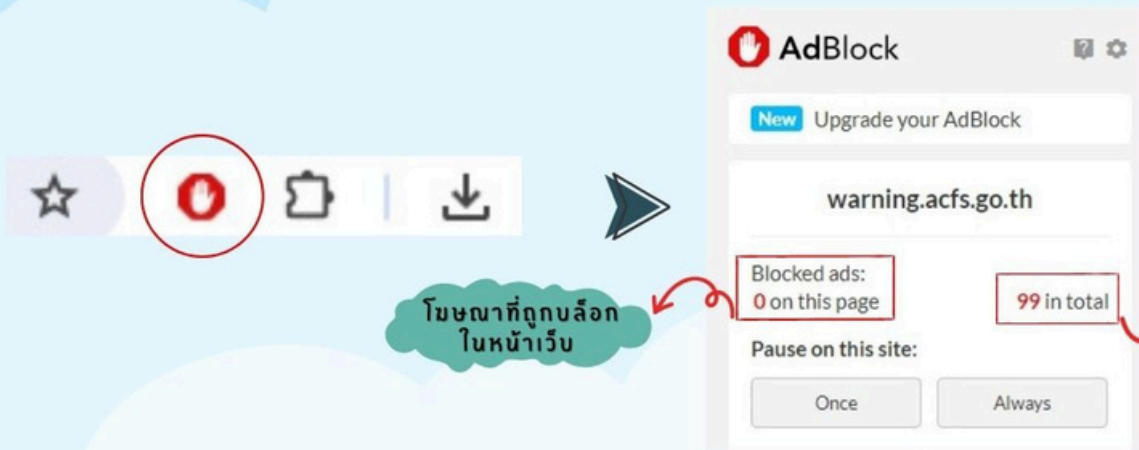 AdBlock
New Upgrade your AdBlock
warning.acfs.go.th
Blocked ads:
0 on this page
99 in total
โฆษณาที่ถูกบล็อก
ในหน้าเว็บ
Pause on this site:
Once
Always